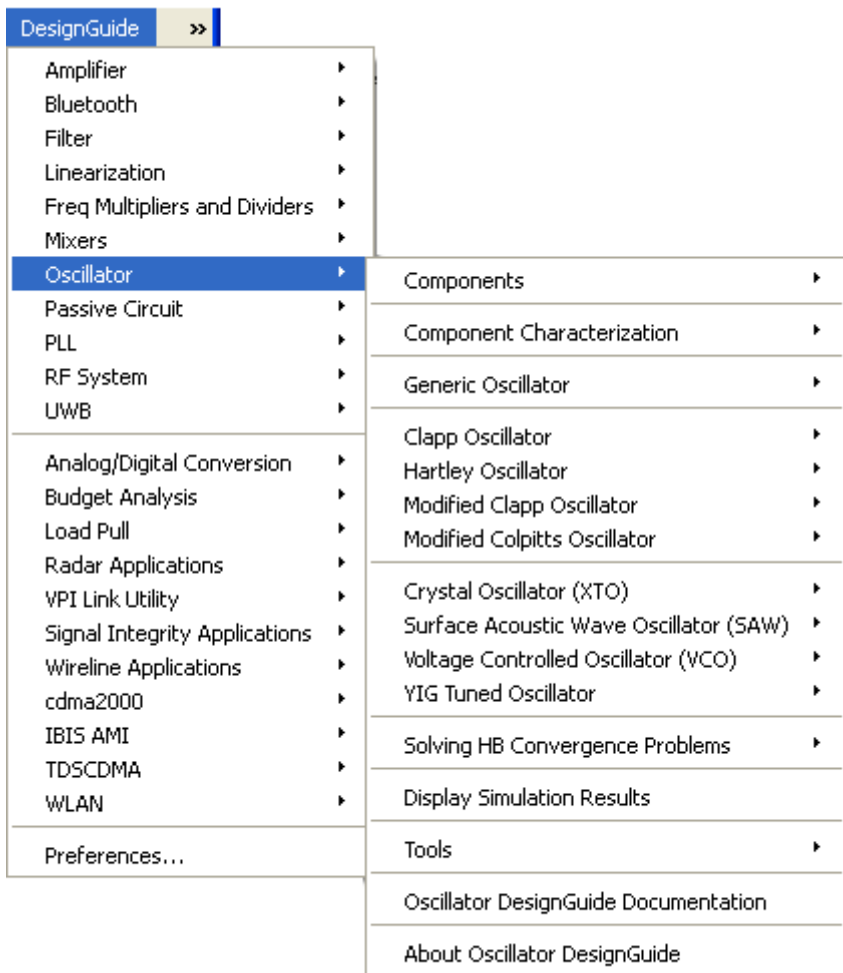 DesignGuide »
Amplifier
Bluetooth
Filter
Linearization
Freq Multipliers and Dividers
Mixers
Oscillator
Passive Circuit
PLL
RF System
UWB
Analog/Digital Conversion
Budget Analysis
Load Pull
Radar Applications
VPI Link Utility
Signal Integrity Applications
Wireline Applications
cdma2000
IBIS AMI
TDSCDMA
WLAN
Preferences...
Components
Component Characterization
Generic Oscillator
Clapp Oscillator
Hartley Oscillator
Modified Clapp Oscillator
Modified Colpitts Oscillator
Crystal Oscillator (XTO)
Surface Acoustic Wave Oscillator (SAW)
Voltage Controlled Oscillator (VCO)
YIG Tuned Oscillator
Solving HB Convergence Problems
Display Simulation Results
Tools
Oscillator DesignGuide Documentation
About Oscillator DesignGuide